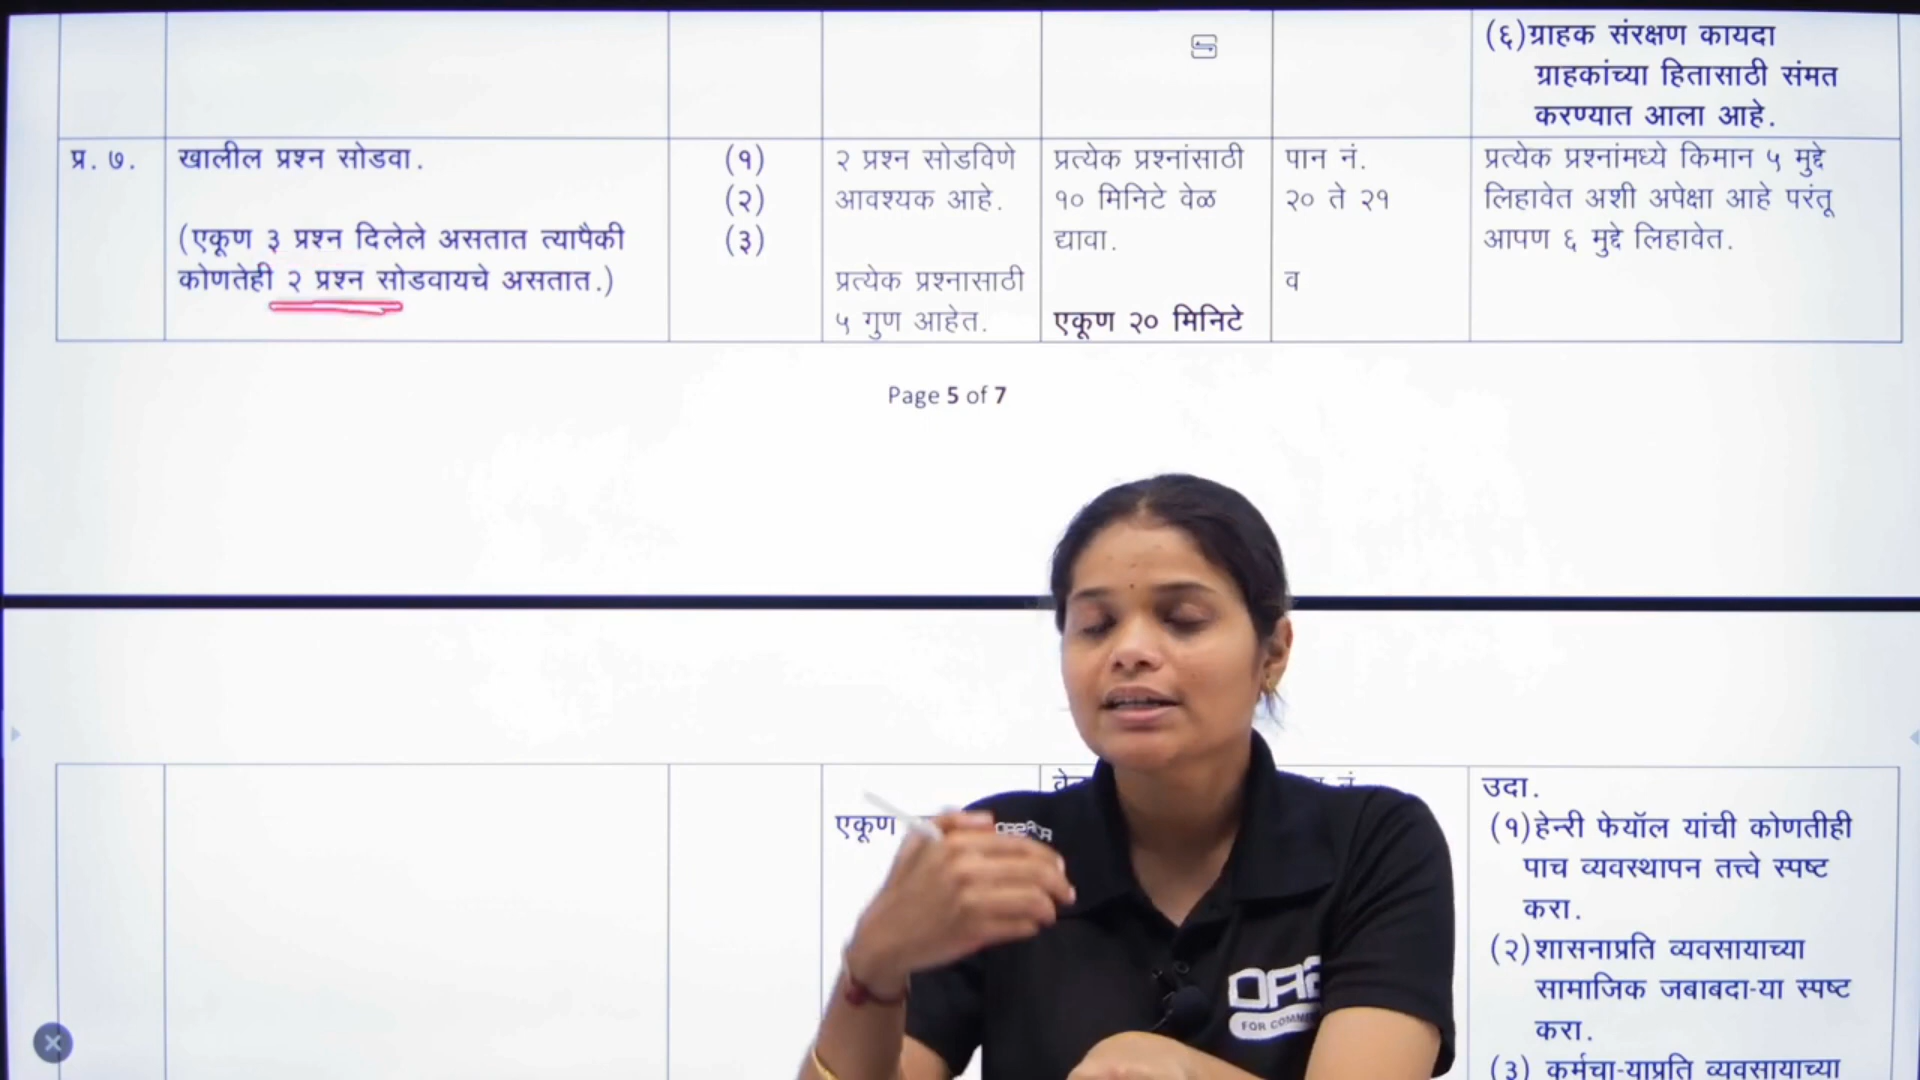 (६)ग्राहक संरक्षण कायदा
ग्राहकांच्या हितासाठी संमत
करण्यात आला आहे.
प्र. ७.
खालील प्रश्न सोडवा.
(एकूण ३ प्रश्न दिलेले असतात त्यापैकी
कोणतेही २ प्रश्न सोडवायचे असतात.)
(१)
(२)
(३)
२ प्रश्न सोडविणे
आवश्यक आहे.
प्रत्येक प्रश्नासाठी
५ गुण आहेत.
प्रत्येक प्रश्नांसाठी
१० मिनिटे वेळ
द्यावा.
एकूण २० मिनिटे
पान नं.
२० ते २१
व
प्रत्येक प्रश्नांमध्ये किमान ५ मुद्दे
लिहावेत अशी अपेक्षा आहे परंतू
आपण ६ मुद्दे लिहावेत.
Page 5 of 7
एकूण
उदा.
(१)हेन्री फेयॉल यांची कोणतीही
पाच व्यवस्थापन तत्त्वे स्पष्ट
करा.
(२)शासनाप्रति व्यवसायाच्या
सामाजिक जबाबदा-या स्पष्ट
करा.
(३) कर्मचा-याप्रति व्यवसायाच्या
FOR COMM